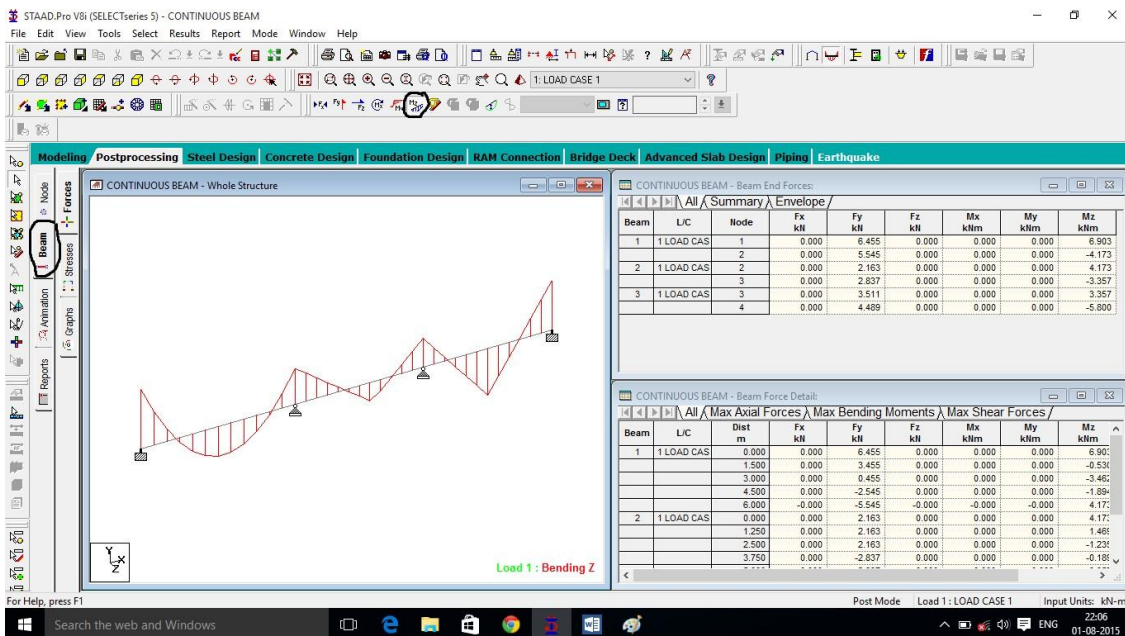 STAAD.Pro V8i (SELECTseries 5) - CONTINUOUS BEAM
File Edit View Tools Select Results Report Mode Window Help
1: LOAD CASE 1
Modeling Postprocessing Steel Design Concrete Design Foundation Design RAM Connection Bridge Deck Advanced Slab Design Piping Earthquake
Node
Beam
Animation
Reports
Forces
Stresses
Graphs
CONTINUOUS BEAM - Whole Structure
Y
X
Z
Load 1 : Bending Z
CONTINUOUS BEAM - Beam End Forces:
All Summary Envelope
Beam L/C Node Fx kN Fy kN Fz kN Mx kNm My kNm Mz kNm
1 1 LOAD CAS 1 0.000 6.455 0.000 0.000 0.000 6.903
2 0.000 5.545 0.000 0.000 0.000 -4.173
2 1 LOAD CAS 2 0.000 2.163 0.000 0.000 0.000 4.173
3 0.000 2.837 0.000 0.000 0.000 -3.357
3 1 LOAD CAS 3 0.000 3.511 0.000 0.000 0.000 3.357
4 0.000 4.489 0.000 0.000 0.000 -5.800
CONTINUOUS BEAM - Beam Force Detail:
All Max Axial Forces Max Bending Moments Max Shear Forces
Beam L/C Dist m Fx kN Fy kN Fz kN Mx kNm My kNm Mz kNm
1 1 LOAD CAS 0.000 0.000 6.455 0.000 0.000 0.000 6.903
1.500 0.000 3.455 0.000 0.000 0.000 -0.530
3.000 0.000 0.455 0.000 0.000 0.000 -3.462
4.500 0.000 -2.545 0.000 0.000 0.000 -1.894
6.000 -0.000 -5.545 -0.000 -0.000 -0.000 4.173
2 1 LOAD CAS 0.000 0.000 2.163 0.000 0.000 0.000 4.173
1.250 0.000 2.163 0.000 0.000 0.000 1.469
2.500 0.000 2.163 0.000 0.000 0.000 -1.235
3.750 0.000 -2.837 0.000 0.000 0.000 -0.189
For Help, press F1
Post Mode Load 1 : LOAD CASE 1 Input Units: kN-m
Search the web and Windows
ENG
22:06
01-08-2015